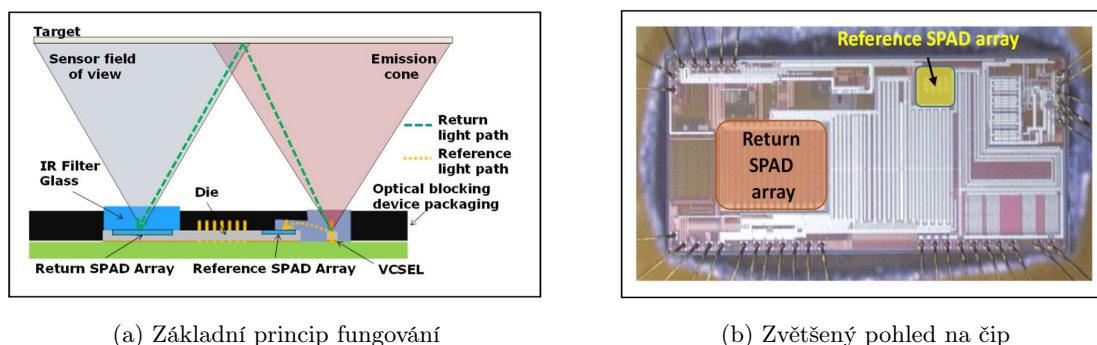 Target
Sensor field
of view
Emission
cone
Return
light path
Reference
light path
IR Filter
Glass
Die
Optical blocking
device packaging
Return SPAD Array
Reference SPAD Array
VCSEL
(a) Základní princip fungování
Reference SPAD array
Return
SPAD
array
(b) Zvětšený pohled na čip